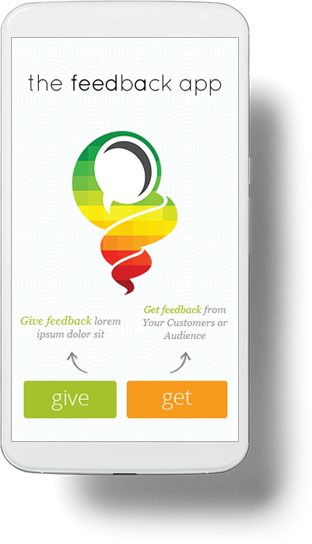 the feedback app
Give feedback lorem
ipsum dolor sit
Get feedback from
Your Customers or
Audience
give
get